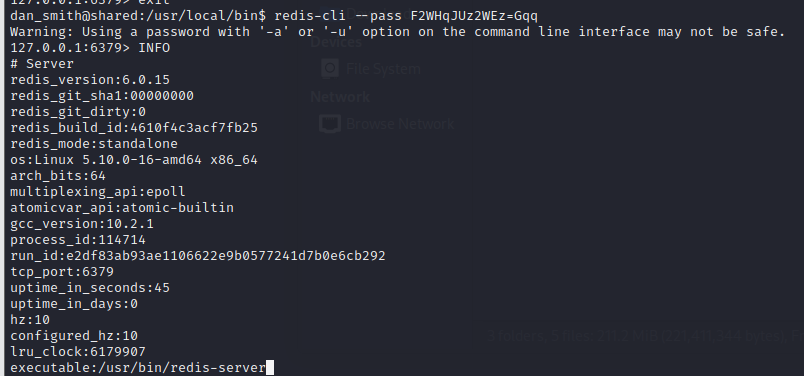 127.0.0.1:6379> exit
dan_smith@shared:/usr/local/bin$ redis-cli --pass F2WHqJUz2WEz=Gqq
Warning: Using a password with '-a' or '-u' option on the command line interface may not be safe.
127.0.0.1:6379> INFO
# Server
redis_version:6.0.15
redis_git_sha1:00000000
redis_git_dirty:0
redis_build_id:4610f4c3acf7fb25
redis_mode:standalone
os:Linux 5.10.0-16-amd64 x86_64
arch_bits:64
multiplexing_api:epoll
atomicvar_api:atomic-builtin
gcc_version:10.2.1
process_id:114714
run_id:e2df83ab93ae1106622e9b0577241d7b0e6cb292
tcp_port:6379
uptime_in_seconds:45
uptime_in_days:0
hz:10
configured_hz:10
lru_clock:6179907
executable:/usr/bin/redis-server
Devices
File System
Network
Browse Network